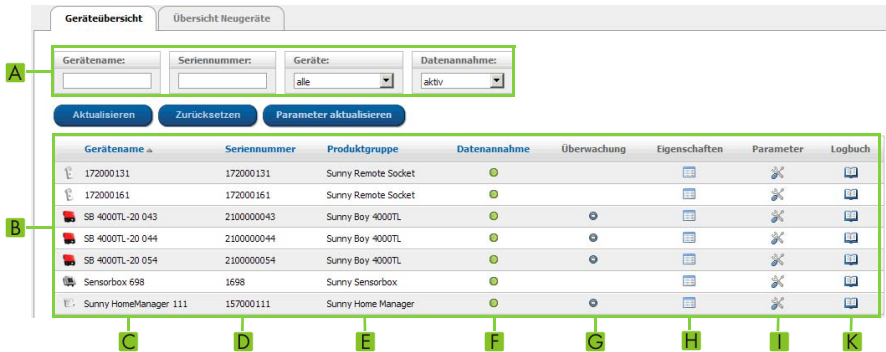 Geräteübersicht Übersicht Neugeräte
A
Gerätename: Seriennummer: Geräte: Datenannahme:
alle aktiv
Aktualisieren Zurücksetzen Parameter aktualisieren
Gerätename Seriennummer Produktgruppe Datenannahme Überwachung Eigenschaften Parameter Logbuch
172000131 172000131 Sunny Remote Socket
172000161 172000161 Sunny Remote Socket
B
SB 4000TL-20 043 2100000043 Sunny Boy 4000TL
SB 4000TL-20 044 2100000044 Sunny Boy 4000TL
SB 4000TL-20 054 2100000054 Sunny Boy 4000TL
Sensorbox 698 1698 Sunny Sensorbox
Sunny HomeManager 111 157000111 Sunny Home Manager
C D E F G H I K